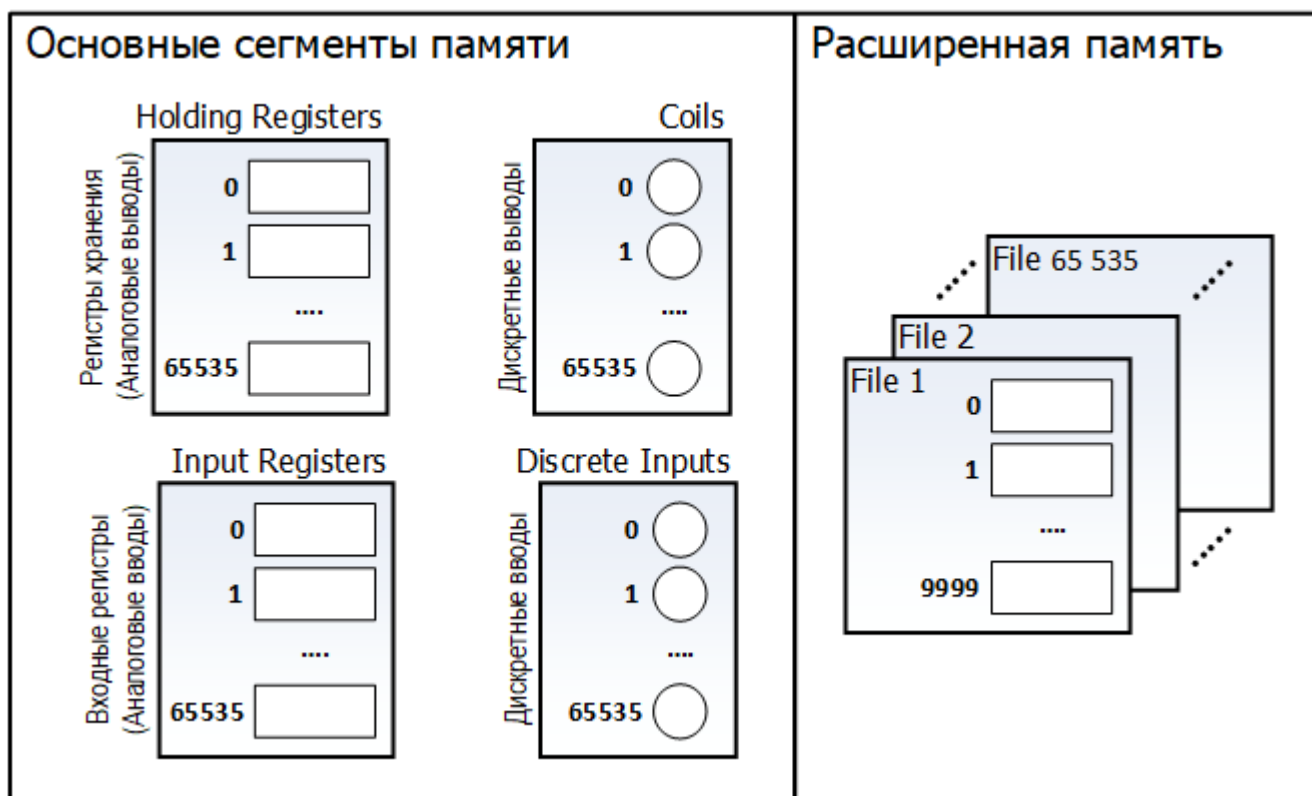 Основные сегменты памяти
Holding Registers
Регистры хранения
(Аналоговые выводы)
0
1
....
65535
Coils
Дискретные выводы
0
1
....
65535
Input Registers
Входные регистры
(Аналоговые вводы)
0
1
....
65535
Discrete Inputs
Дискретные вводы
0
1
....
65535
Расширенная память
File 65 535
File 2
File 1
0
1
....
9999